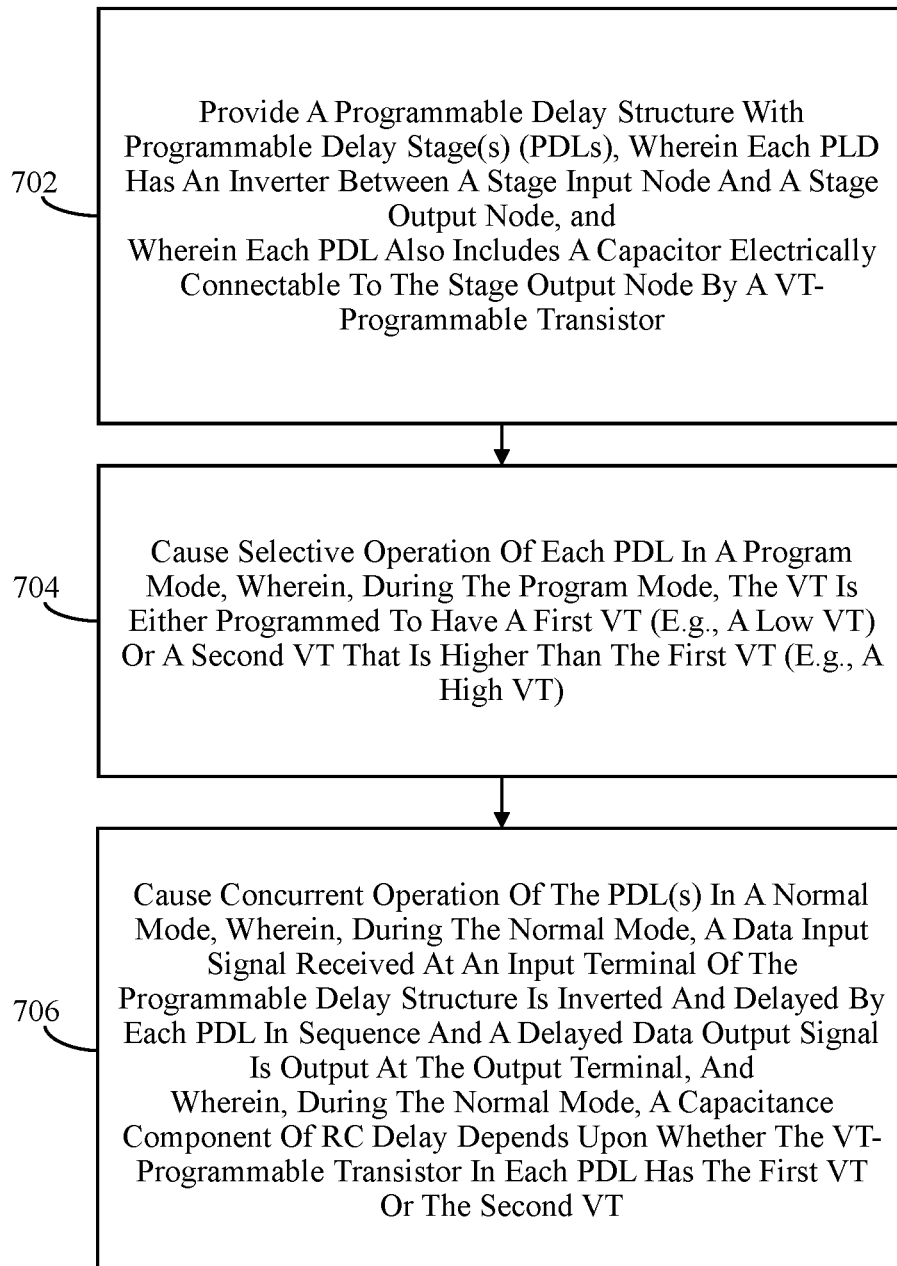 702
Provide A Programmable Delay Structure With
Programmable Delay Stage(s) (PDLs), Wherein Each PLD
Has An Inverter Between A Stage Input Node And A Stage
Output Node, and
Wherein Each PDL Also Includes A Capacitor Electrically
Connectable To The Stage Output Node By A VT-
Programmable Transistor
704
Cause Selective Operation Of Each PDL In A Program
Mode, Wherein, During The Program Mode, The VT Is
Either Programmed To Have A First VT (E.g., A Low VT)
Or A Second VT That Is Higher Than The First VT (E.g., A
High VT)
706
Cause Concurrent Operation Of The PDL(s) In A Normal
Mode, Wherein, During The Normal Mode, A Data Input
Signal Received At An Input Terminal Of The
Programmable Delay Structure Is Inverted And Delayed By
Each PDL In Sequence And A Delayed Data Output Signal
Is Output At The Output Terminal, And
Wherein, During The Normal Mode, A Capacitance
Component Of RC Delay Depends Upon Whether The VT-
Programmable Transistor In Each PDL Has The First VT
Or The Second VT